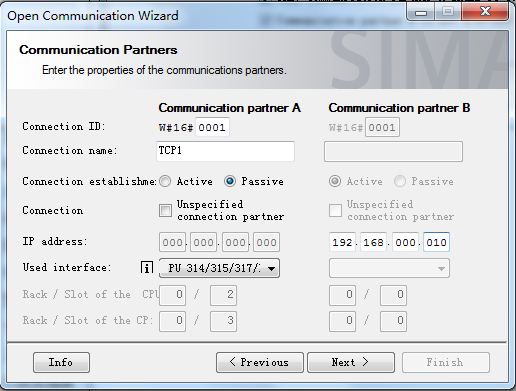 Open Communication Wizard
Communication Partners
Enter the properties of the communications partners.
SIMA
Communication partner A Communication partner B
Connection ID: W#16# 0001 W#16# 0001
Connection name: TCP1
Connection establishme: Active Passive Active Passive
Connection Unspecified connection partner Unspecified connection partner
IP address: 000. 000. 000. 000 192. 168. 000. 010
Used interface: i PU 314/315/317/:
Rack / Slot of the CPU 0 / 2 0 / 0
Rack / Slot of the CP: 0 / 3 0 / 0
Info < Previous Next > Finish